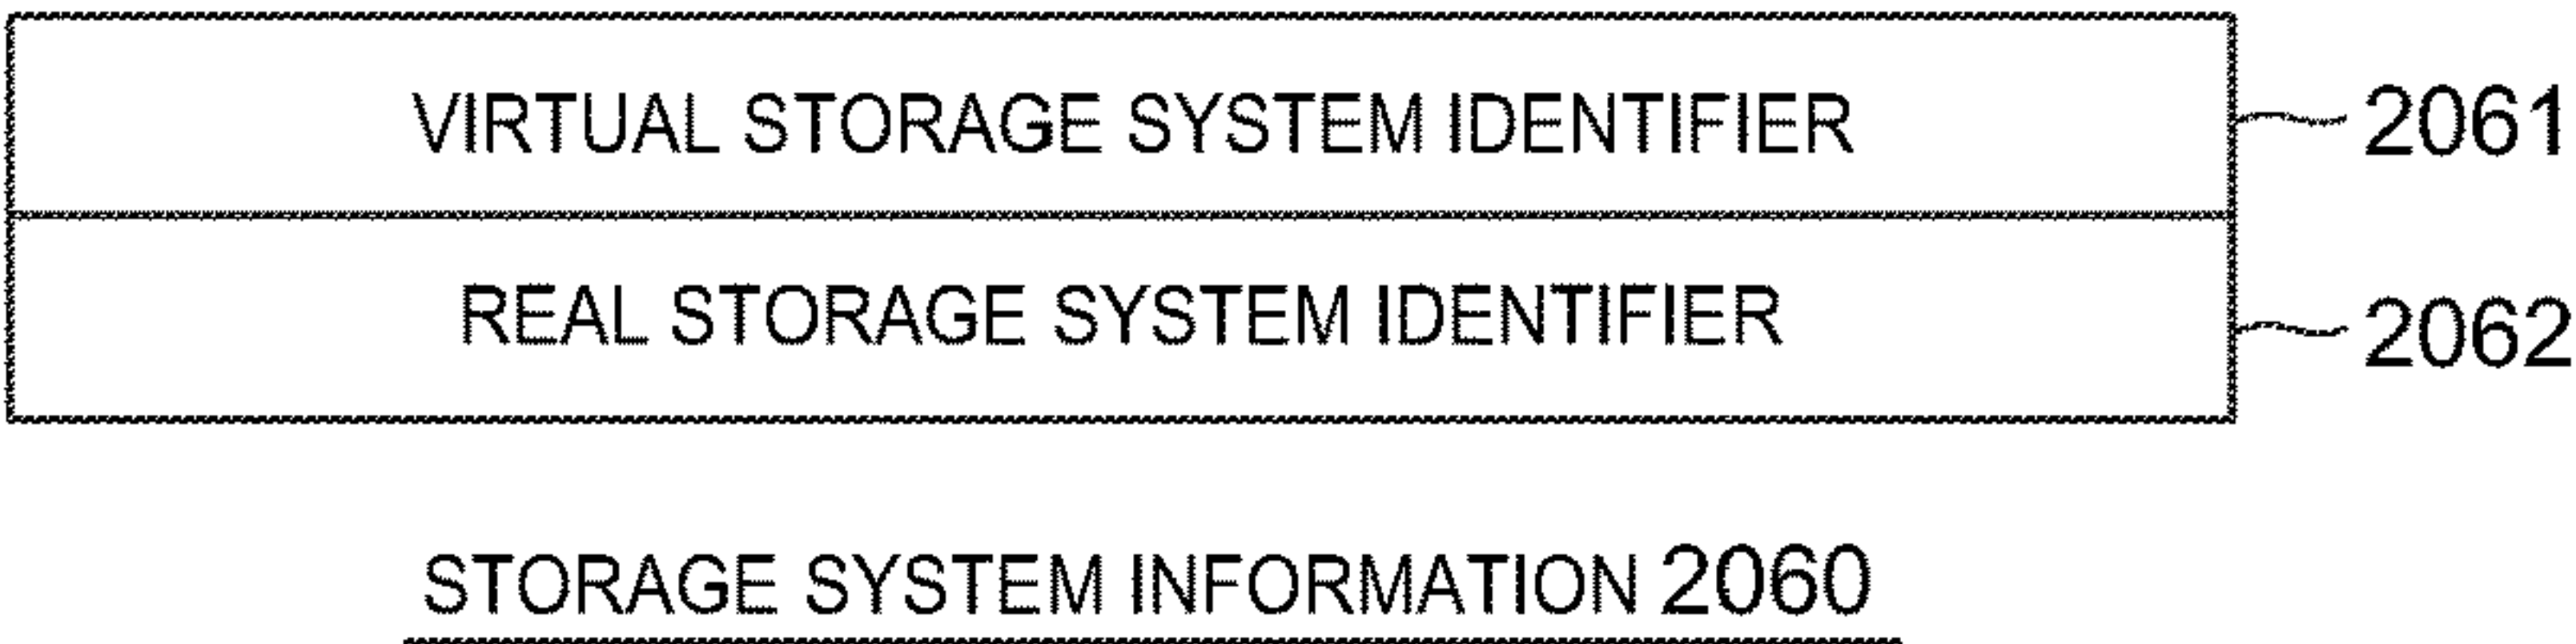 VIRTUAL STORAGE SYSTEM IDENTIFIER 2061
REAL STORAGE SYSTEM IDENTIFIER 2062
STORAGE SYSTEM INFORMATION 2060